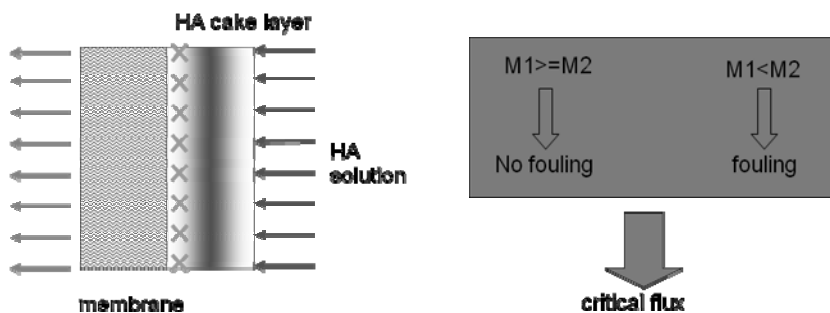 HA cake layer
HA
solution
membrane
M1>=M2
M1<M2
No fouling
fouling
critical flux